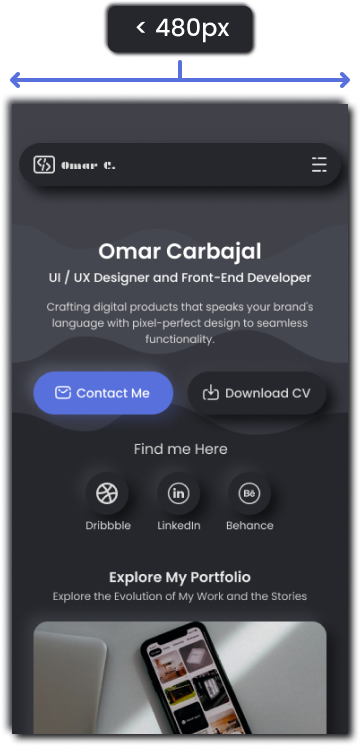 < 480px
Omar C.
Omar Carbajal
UI / UX Designer and Front-End Developer
Crafting digital products that speaks your brand's
language with pixel-perfect design to seamless
functionality.
Contact Me
Download CV
Find me Here
in
Bē
Dribbble
LinkedIn
Behance
Explore My Portfolio
Explore the Evolution of My Work and the Stories